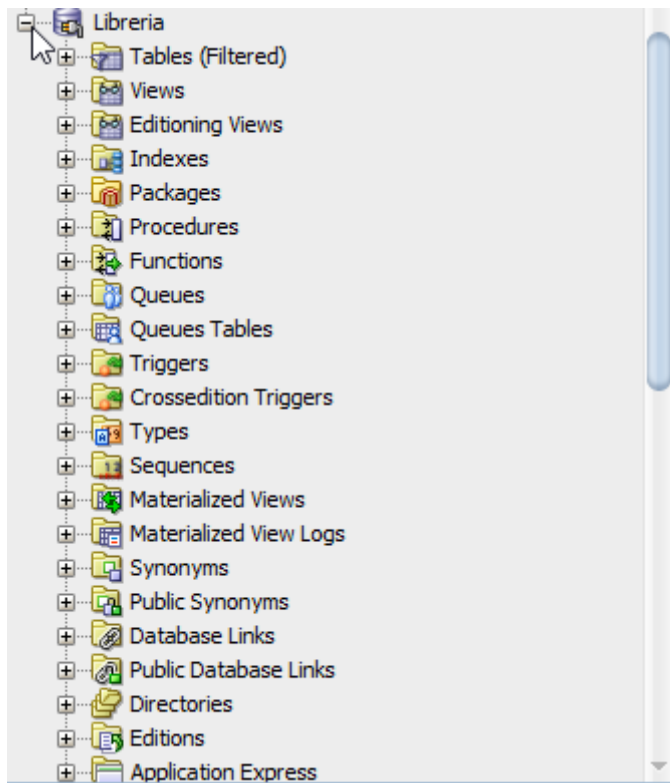 Libreria
Tables (Filtered)
Views
Editioning Views
Indexes
Packages
Procedures
Functions
Queues
Queues Tables
Triggers
Crossedition Triggers
Types
Sequences
Materialized Views
Materialized View Logs
Synonyms
Public Synonyms
Database Links
Public Database Links
Directories
Editions
Application Express